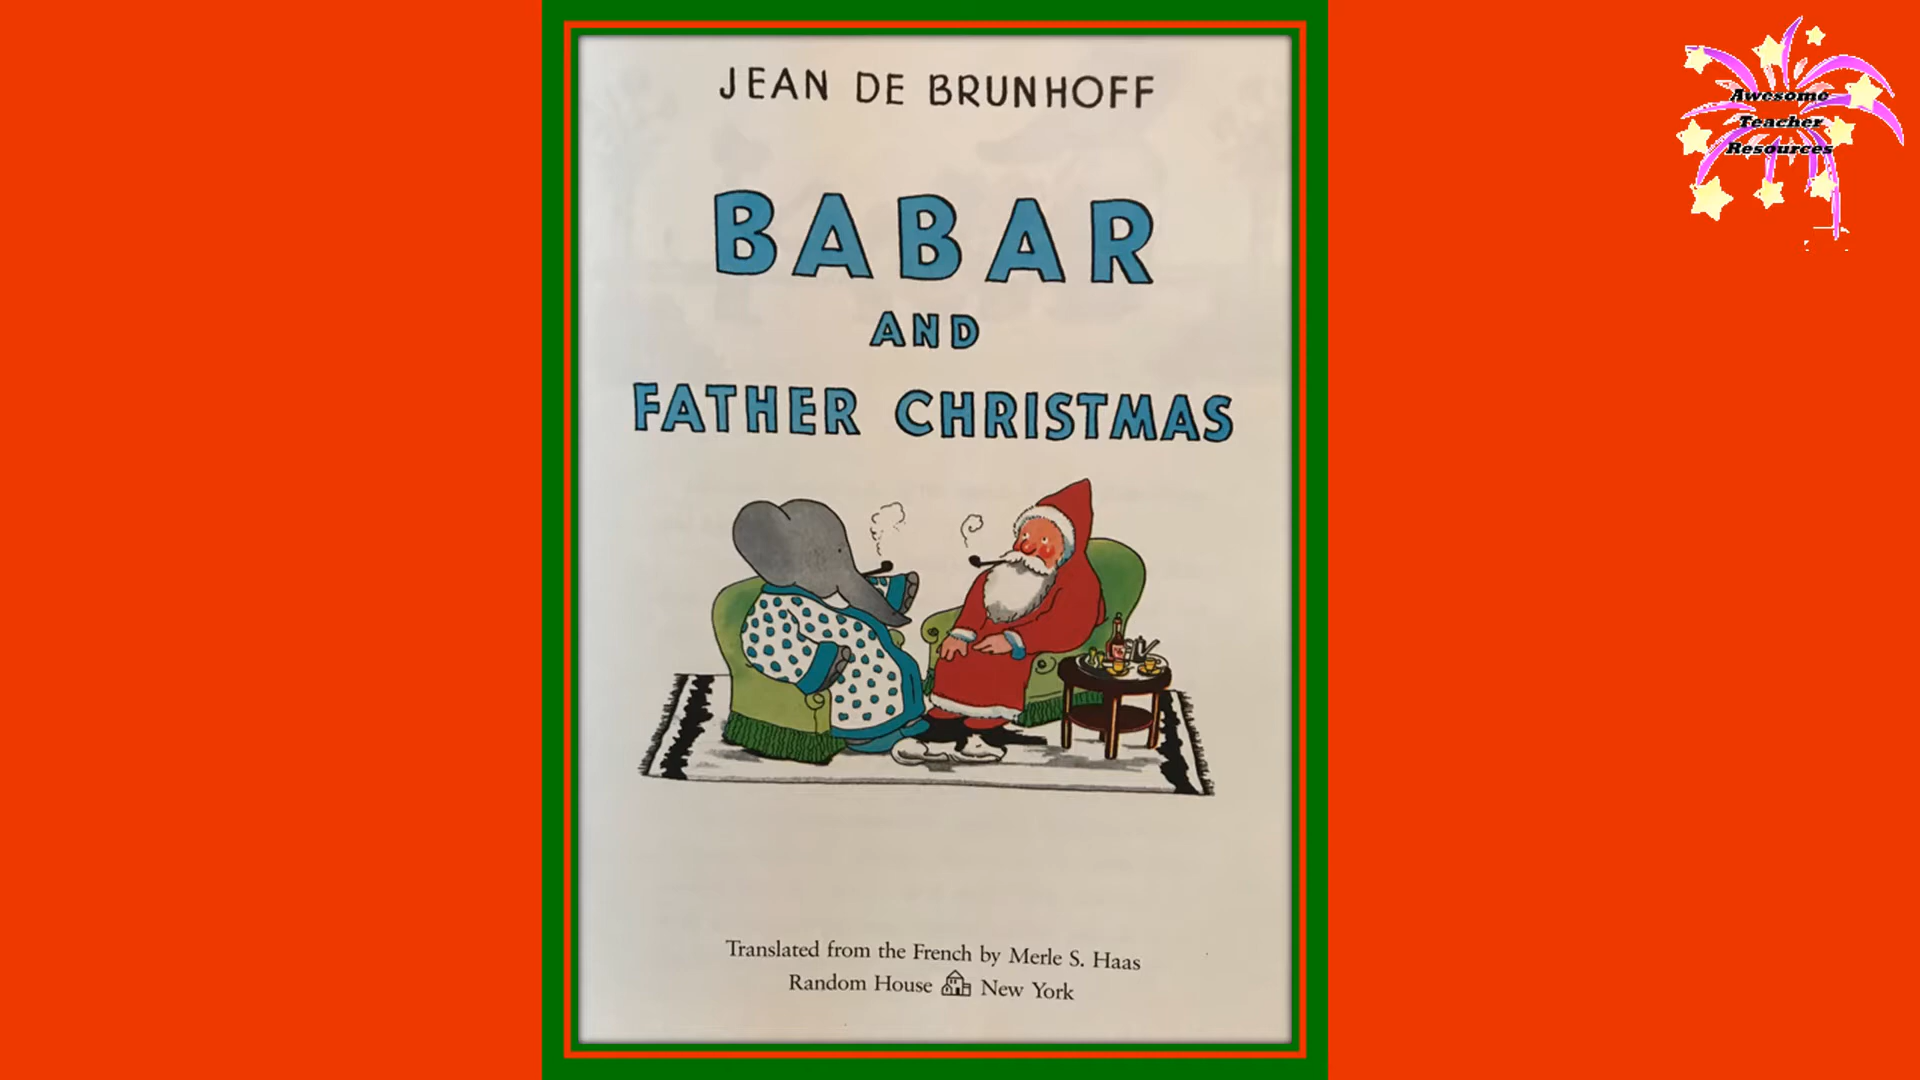 JEAN DE BRUNHOFF
BABAR
AND
FATHER CHRISTMAS
Translated from the French by Merle S. Haas
Random House New York
Awesome
Teacher
Resources